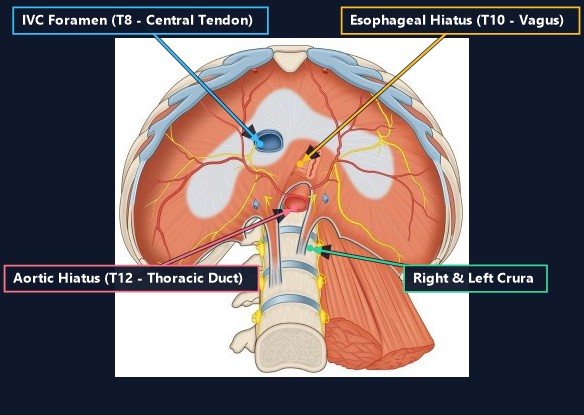 IVC Foramen (T8 - Central Tendon)
Esophageal Hiatus (T10 - Vagus)
Aortic Hiatus (T12 - Thoracic Duct)
Right & Left Crura